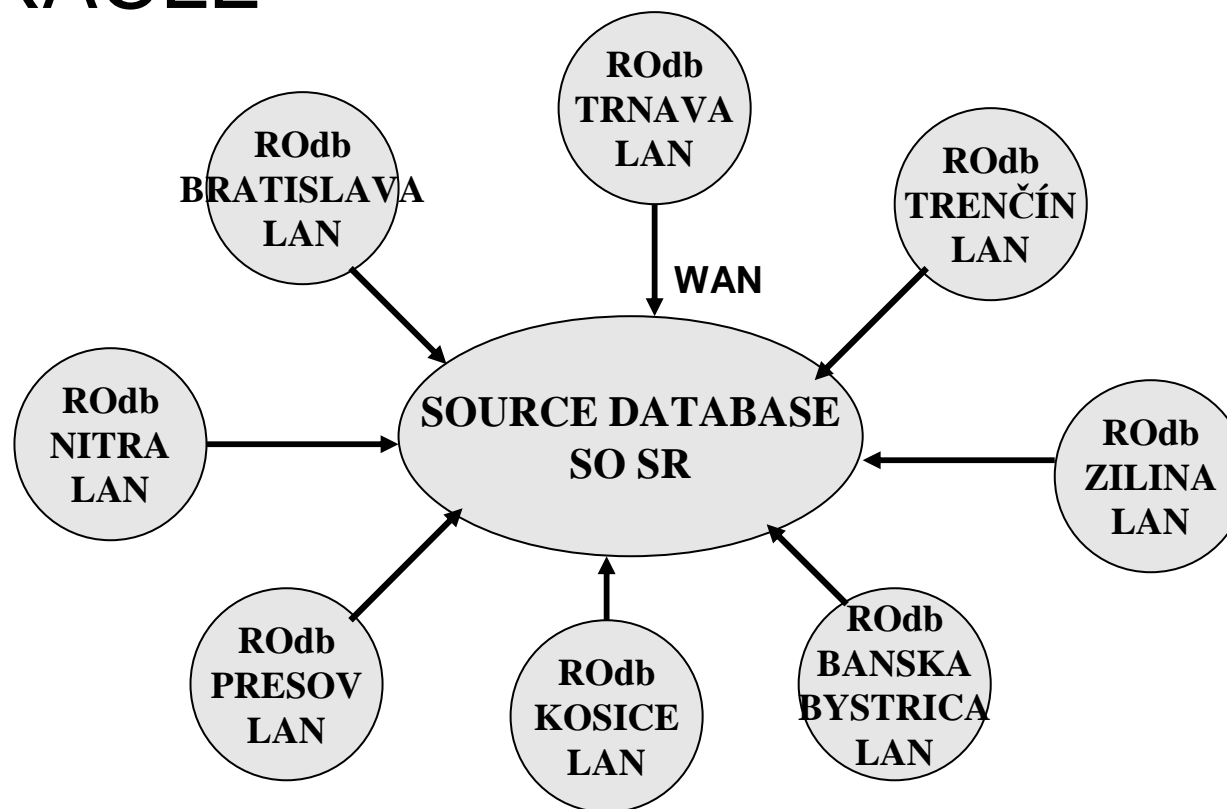 ROdb
TRNAVA
LAN
ROdb
BRATISLAVA
LAN
ROdb
TRENČÍN
LAN
WAN
SOURCE DATABASE
SO SR
ROdb
NITRA
LAN
ROdb
ZILINA
LAN
ROdb
PRESOV
LAN
ROdb
KOSICE
LAN
ROdb
BANSKA
BYSTRICA
LAN